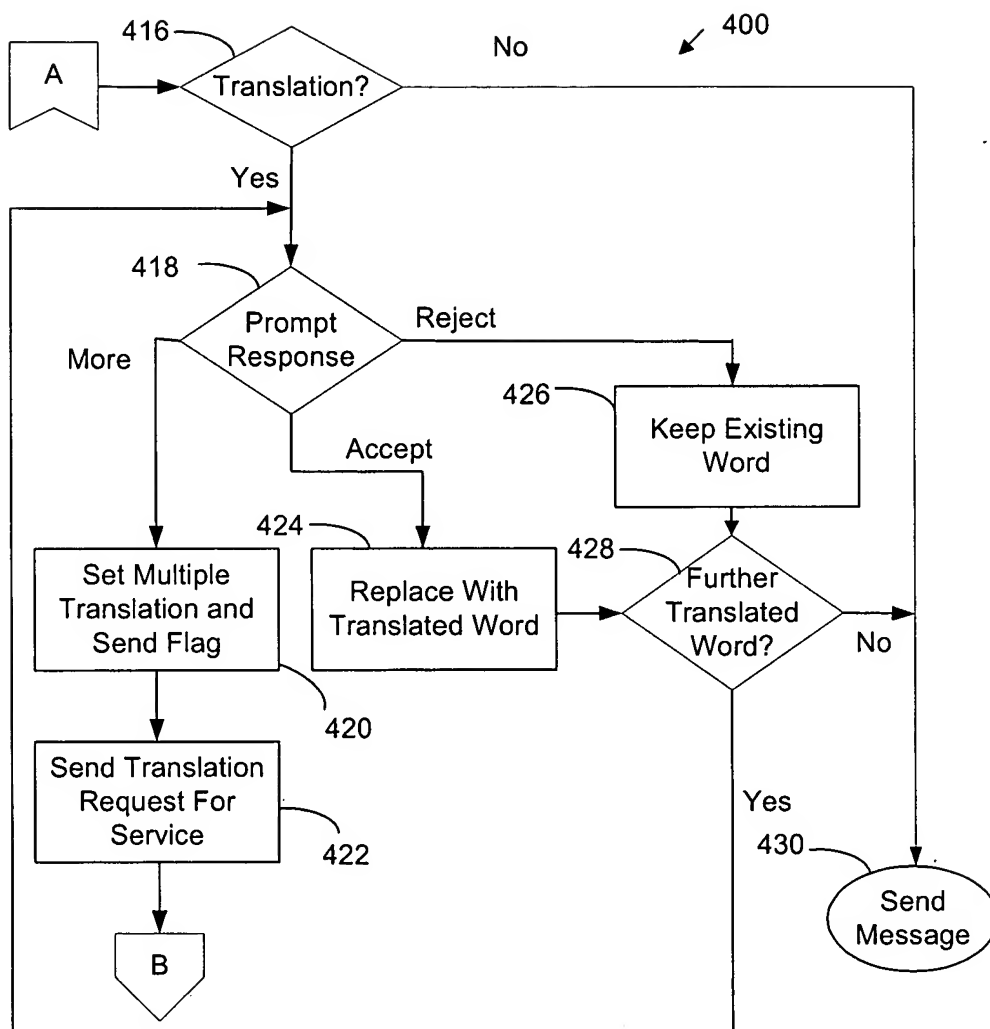 416
No
400
A
Translation?
Yes
418
Prompt
Response
Reject
More
426
Keep Existing
Word
Accept
424
428
Set Multiple
Translation and
Send Flag
Replace With
Translated Word
Further
Translated
Word?
No
420
Send Translation
Request For
Service
422
Yes
430
Send
Message
B